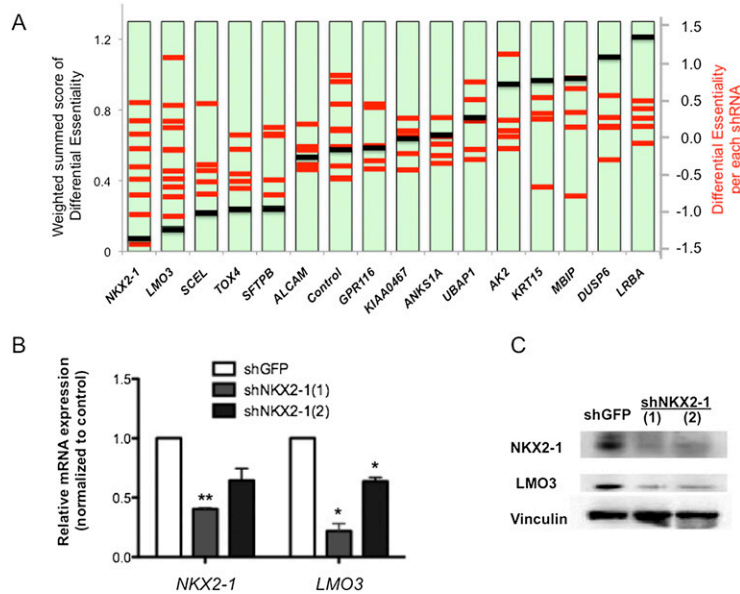 A
Weighted summed score of
Differential Essentiality
1.2
0.8
0.4
0
1.5
1.0
0.5
0.0
-0.5
-1.0
-1.5
Differential Essentiality
per each shRNA
NKX2-1
LMO3
SCEL
TOX4
SFTPB
ALCAM
Control
GPR116
KIAA0467
ANKS1A
UBAP1
AK2
KRT15
MBIP
DUSP6
LRBA
B
shGFP
shNKX2-1(1)
shNKX2-1(2)
Relative mRNA expression
(normalized to control)
1.5
1.0
0.5
0.0
**
*
*
NKX2-1
LMO3
C
shNKX2-1
shGFP (1) (2)
NKX2-1
LMO3
Vinculin